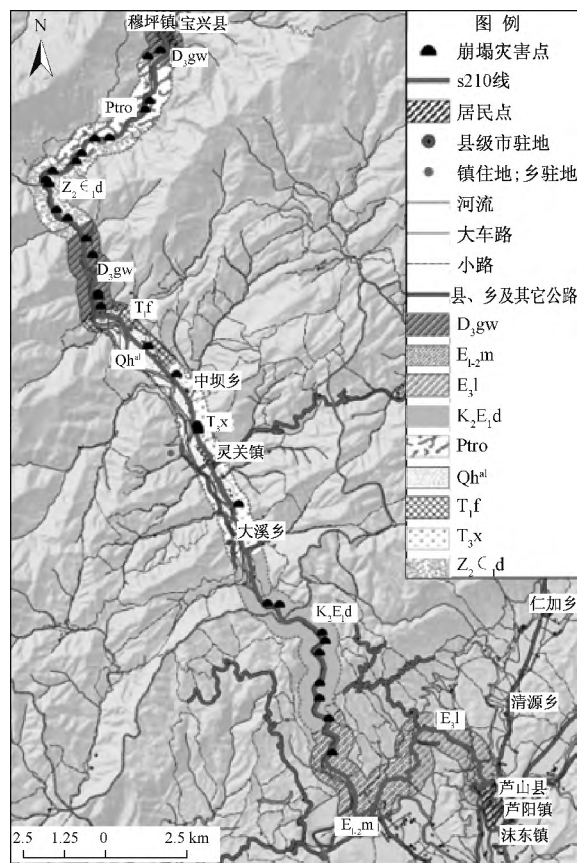 穆坪镇 宝兴县
N
D₃gw
Ptro
Z₂∈₁d
D₃gw
T₁f
Qhᵃˡ
中坝乡
T₃x
灵关镇
大溪乡
K₂E₁d
仁加乡
清源乡
E₃l
芦山县
芦阳镇
沫东镇
E₁₋₂m
2.5 1.25 0 2.5 km
图 例
崩塌灾害点
s210线
居民点
县级市驻地
镇住地;乡驻地
河流
大车路
小路
县、乡及其它公路
D₃gw
E₁₋₂m
E₃l
K₂E₁d
Ptro
Qhᵃˡ
T₁f
T₃x
Z₂∈₁d